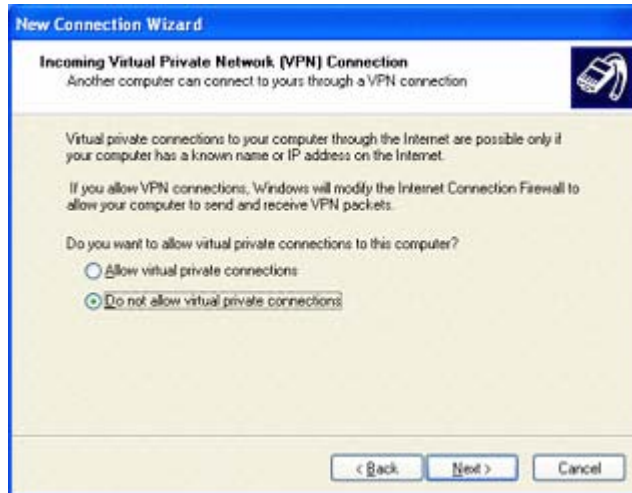 New Connection Wizard
Incoming Virtual Private Network (VPN) Connection
Another computer can connect to yours through a VPN connection
Virtual private connections to your computer through the Internet are possible only if
your computer has a known name or IP address on the Internet.
If you allow VPN connections, Windows will modify the Internet Connection Firewall to
allow your computer to send and receive VPN packets.
Do you want to allow virtual private connections to this computer?
Allow virtual private connections
Do not allow virtual private connections
< Back Next > Cancel